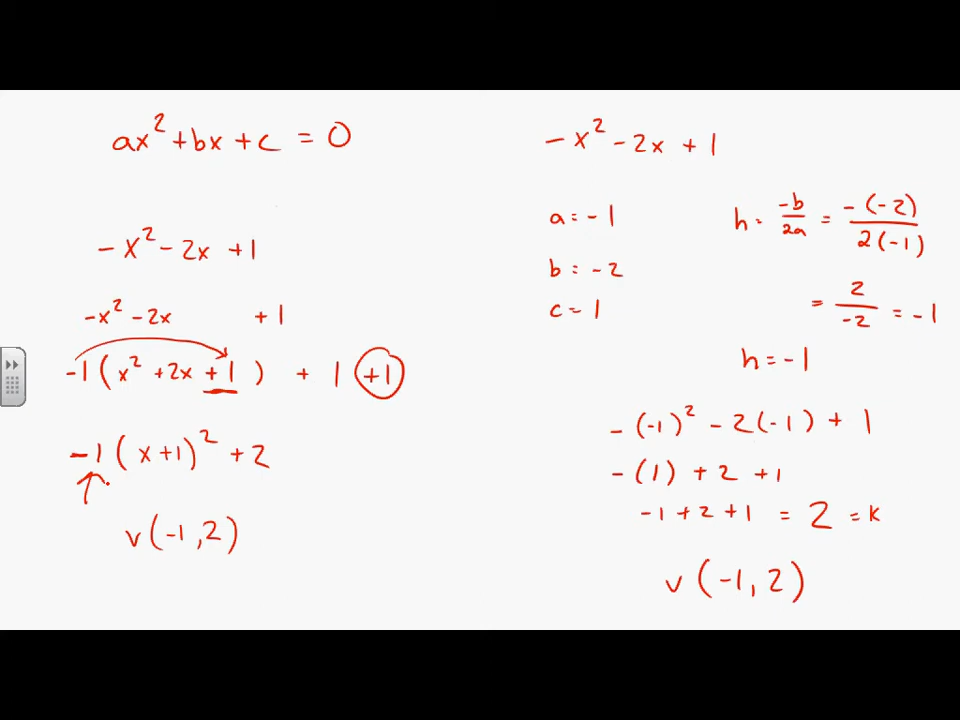 ax² + bx + c = 0
-x² - 2x + 1
-x² - 2x + 1
-1(x² + 2x + 1) + 1 +1
-1(x+1)² + 2
v(-1, 2)
-x² - 2x + 1
a = -1
b = -2
c = 1
h = -b/2a = -(-2)/2(-1)
= 2/-2 = -1
h = -1
-(-1)² - 2(-1) + 1
-(1) + 2 + 1
-1 + 2 + 1 = 2 = k
v(-1, 2)